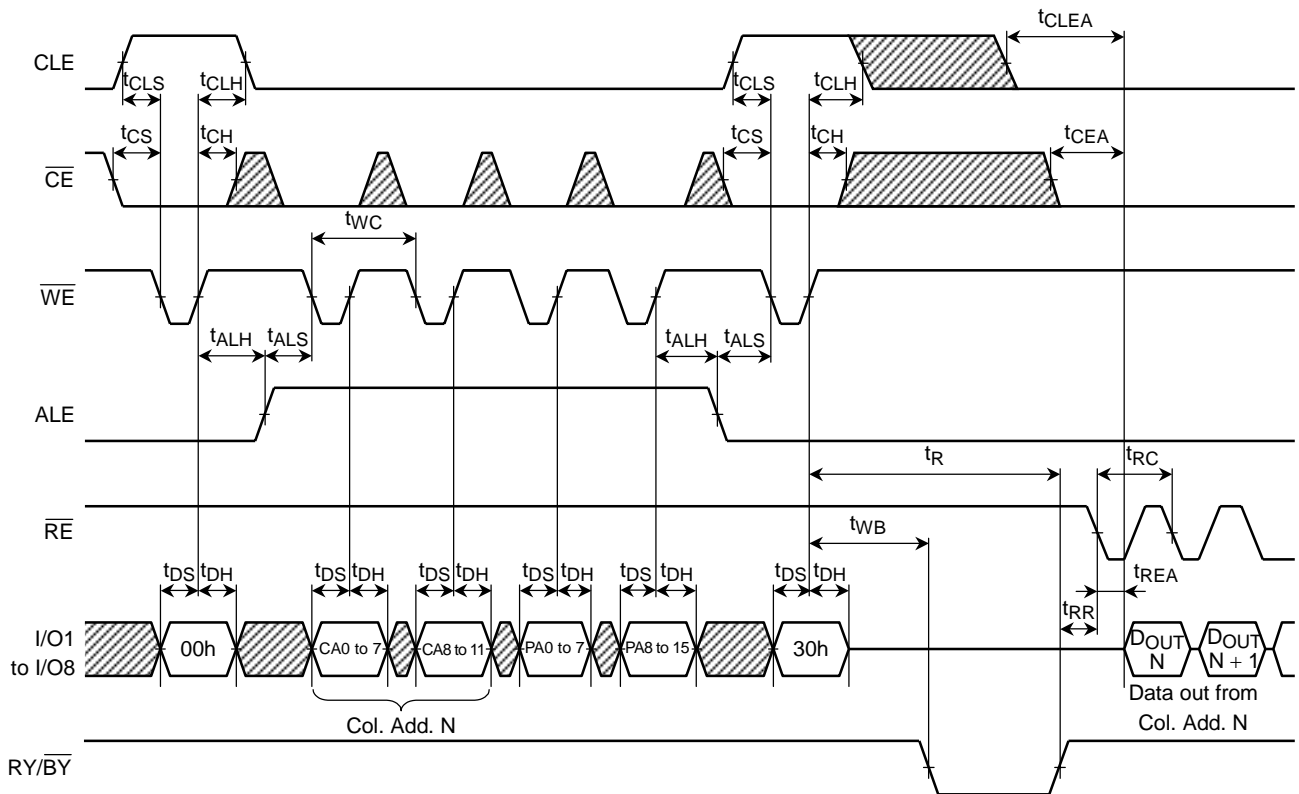 tCLEA
CLE
tCLS
tCLH
tCLS
tCLH
tCS
tCH
tCS
tCH
tCEA
CE
tWC
WE
tALH
tALS
tALH
tALS
ALE
tR
tRC
RE
tWB
tDS
tDH
tDS
tDH
tDS
tDH
tDS
tDH
tDS
tDH
tDS
tDH
tREA
tRR
I/O1
to I/O8
00h
CA0 to 7
CA8 to 11
PA0 to 7
PA8 to 15
30h
DOUT
N
DOUT
N + 1
Col. Add. N
Data out from
Col. Add. N
RY/BY